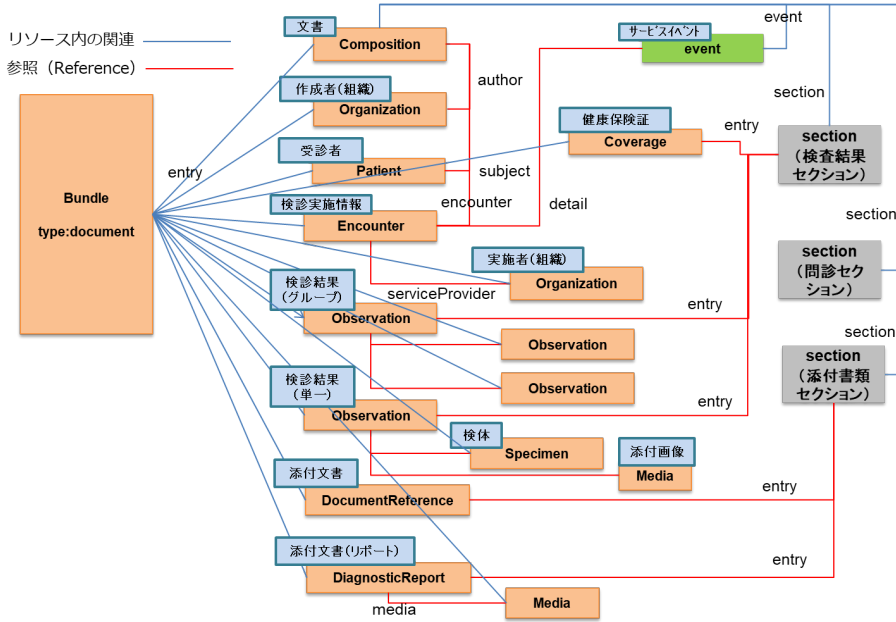 リソース内の関連
参照（Reference）
Bundle
type:document
entry
文書
Composition
author
作成者(組織)
Organization
受診者
Patient
subject
検診実施情報
encounter
Encounter
detail
サービスイベント
event
event
section
健康保険証
Coverage
entry
section
（検査結果
セクション）
実施者(組織)
Organization
serviceProvider
section
section
（問診セク
ション）
検診結果
(グループ)
Observation
entry
Observation
Observation
section
section
（添付書類
セクション）
検診結果
(単一)
Observation
entry
検体
Specimen
添付画像
Media
添付文書
DocumentReference
entry
添付文書(リポート)
DiagnosticReport
entry
media
Media